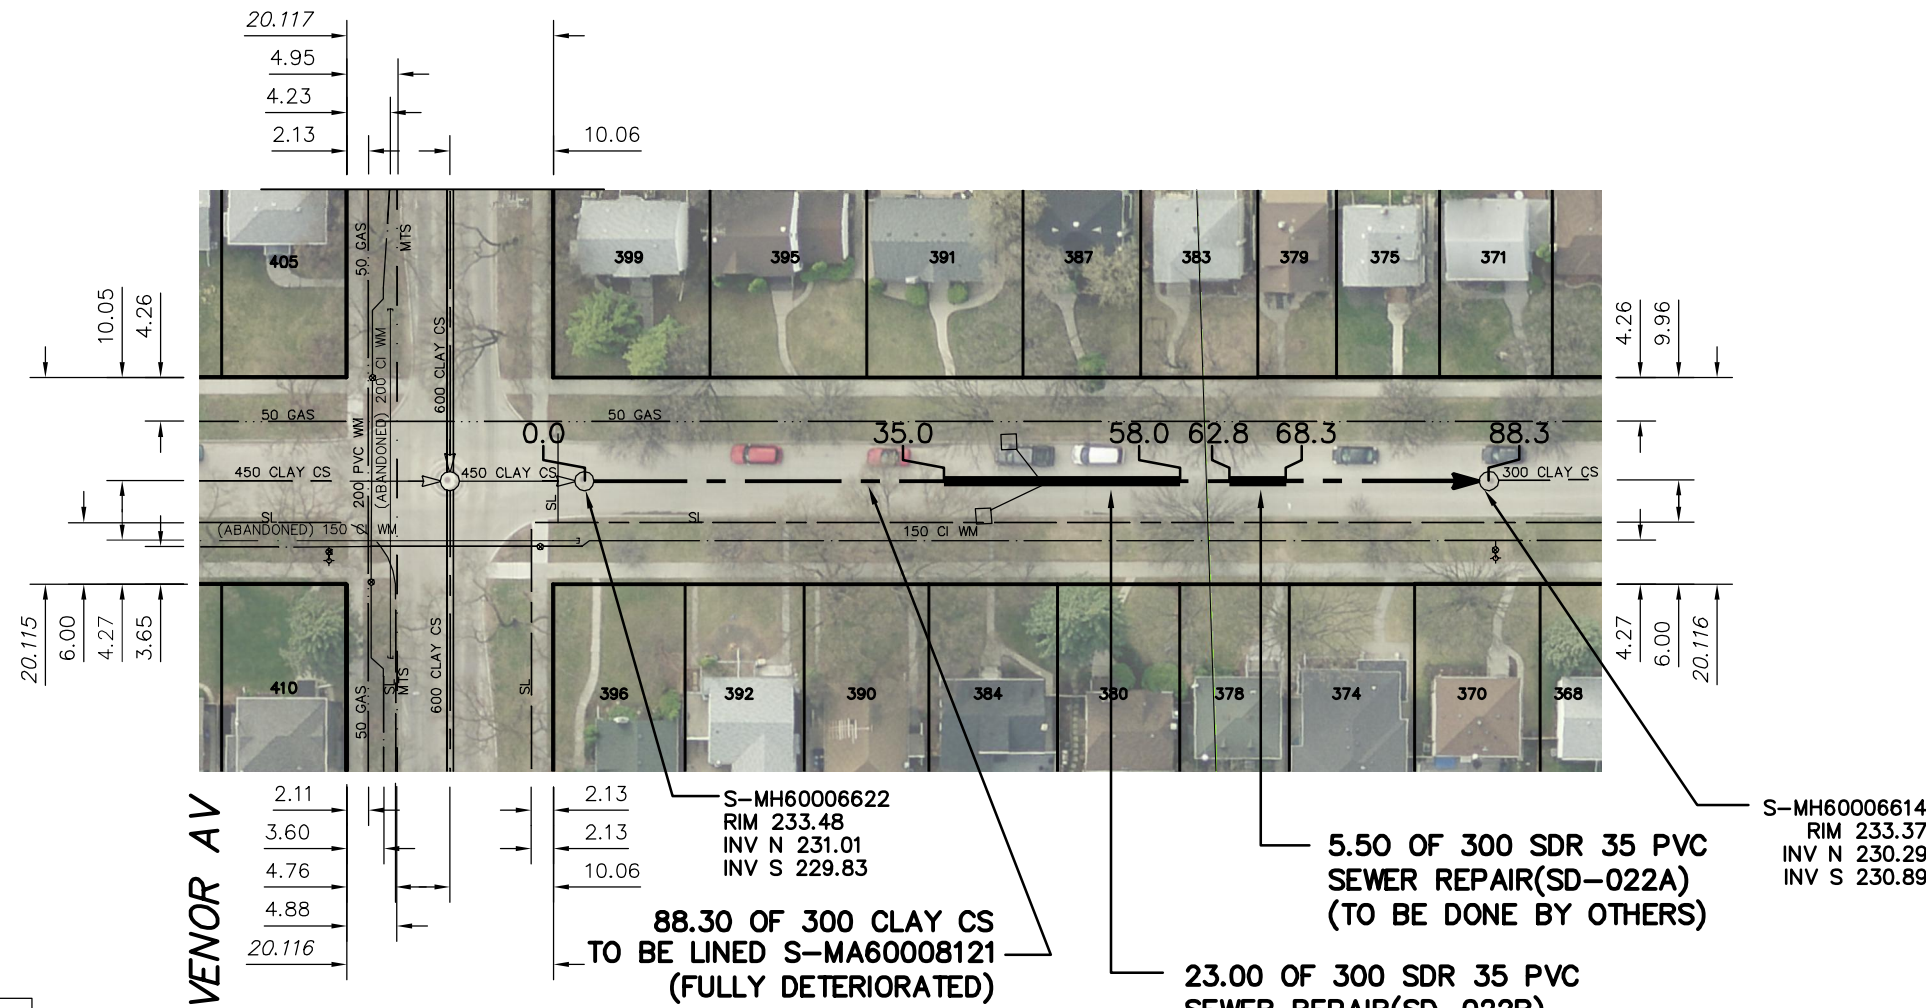 20.117
4.95
4.23
2.13
10.06
10.05
4.26
4.26
9.96
405
399
395
391
387
383
379
375
371
50 GAS
MTS
600 CLAY CS
200 CI WM
(ABANDONED)
200 PVC WM
50 GAS
50 GAS
0.0
35.0
58.0
62.8
68.3
88.3
450 CLAY CS
450 CLAY CS
300 CLAY CS
SL
SL
SL
(ABANDONED) 150 CI WM
150 CI WM
20.115
6.00
4.27
3.65
4.27
6.00
20.116
600 CLAY CS
50 GAS
SL
MTS
SL
410
396
392
390
384
380
378
374
370
368
VENOR AV
2.11
3.60
4.76
4.88
20.116
2.13
2.13
10.06
S-MH60006622
RIM 233.48
INV N 231.01
INV S 229.83
S-MH60006614
RIM 233.37
INV N 230.29
INV S 230.89
5.50 OF 300 SDR 35 PVC
SEWER REPAIR(SD-022A)
(TO BE DONE BY OTHERS)
88.30 OF 300 CLAY CS
TO BE LINED S-MA60008121
(FULLY DETERIORATED)
23.00 OF 300 SDR 35 PVC
SEWER REPAIR(SD-022B)